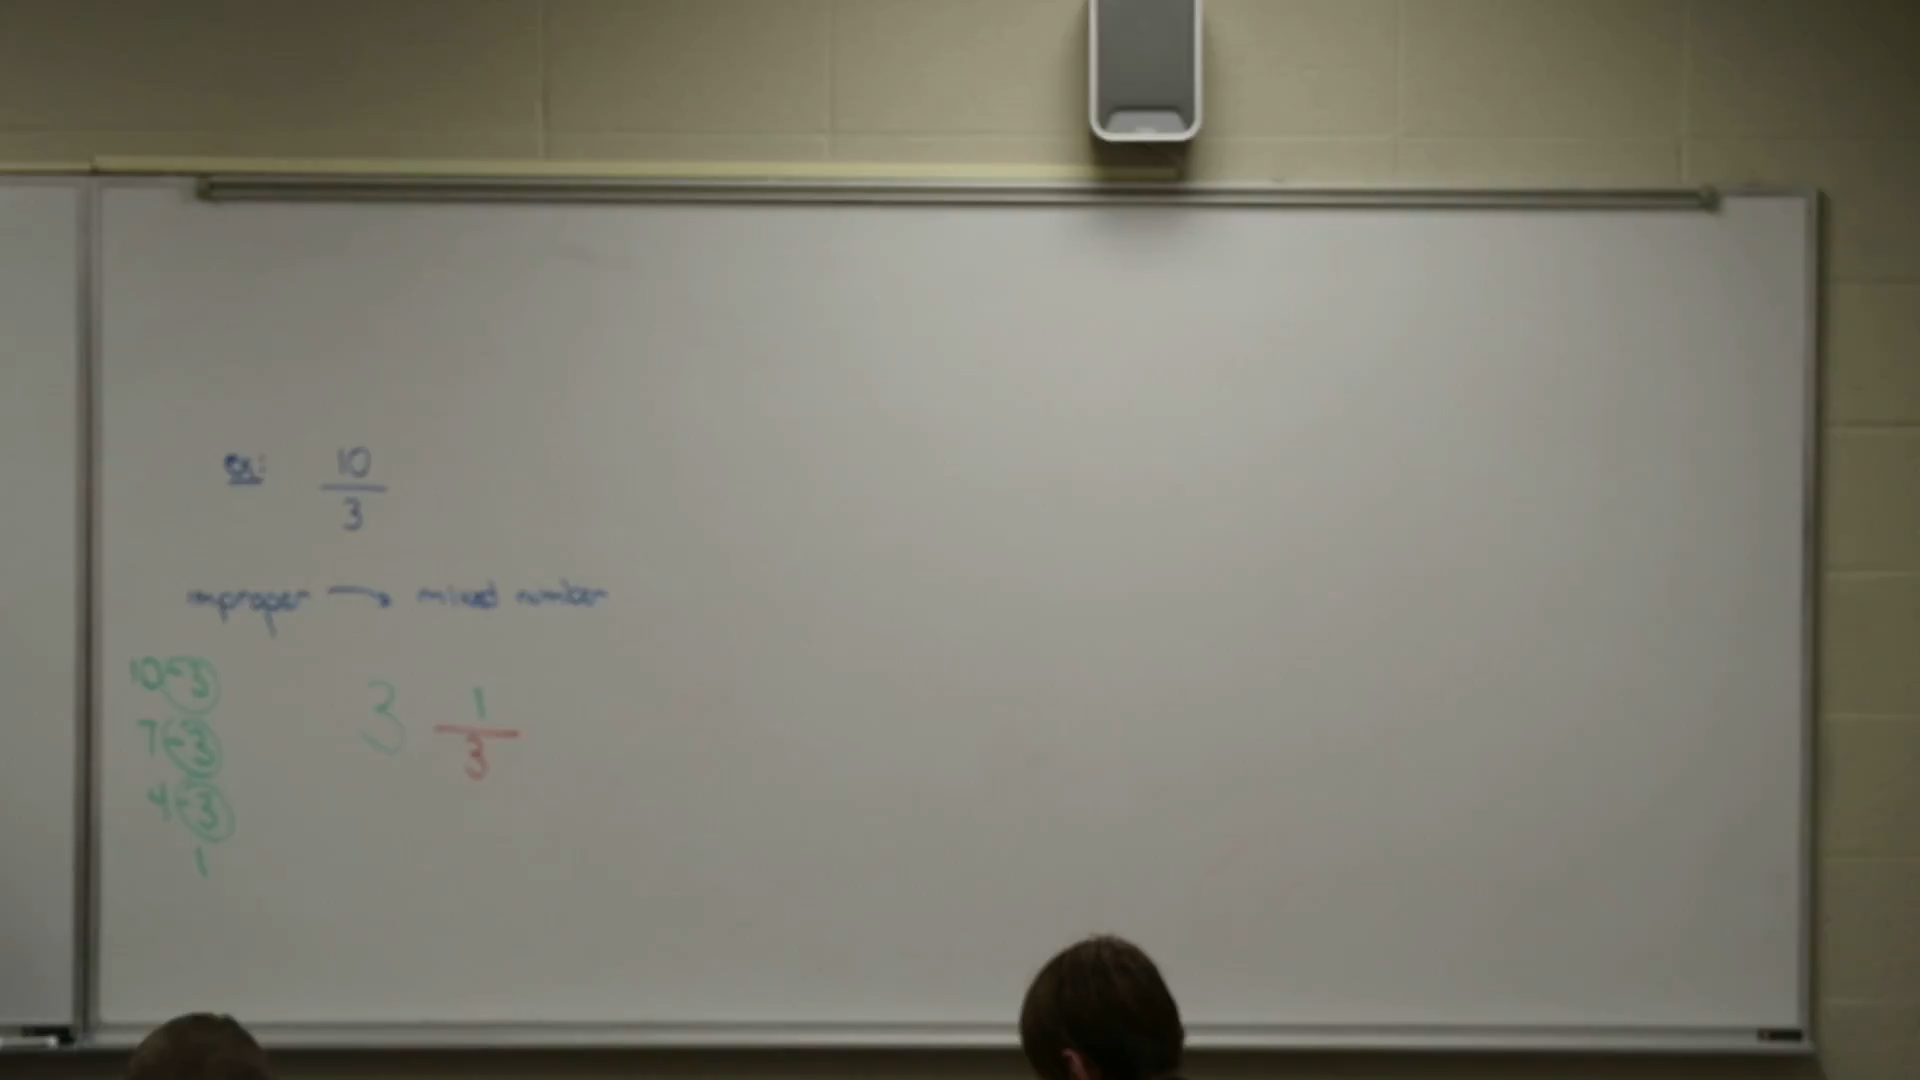 ex: 10
3
improper → mixed number
10 - 3
7 - 3
4 - 3
1
3 1
3